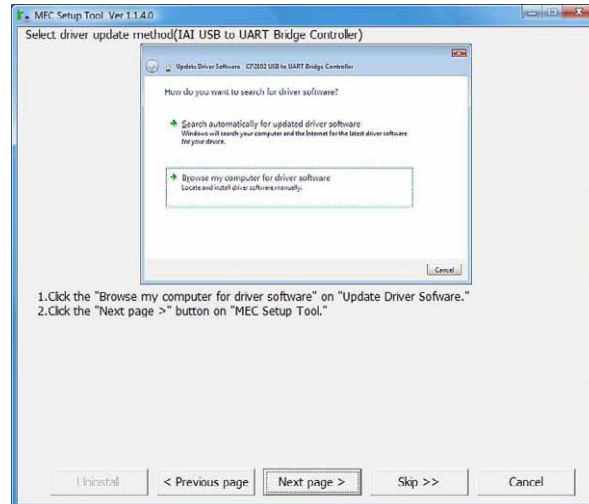 MEC Setup Tool Ver 1.1.4.0
Select driver update method(IAI USB to UART Bridge Controller)
Update Driver Software CP2102 USB to UART Bridge Controller
How do you want to search for driver software?
Search automatically for updated driver software
Windows will search your computer and the Internet for the latest driver software
for your device.
Browse my computer for driver software
Locate and install driver software manually.
Cancel
1.Click the "Browse my computer for driver software" on "Update Driver Sofware."
2.Click the "Next page >" button on "MEC Setup Tool."
Uninstall
< Previous page
Next page >
Skip >>
Cancel